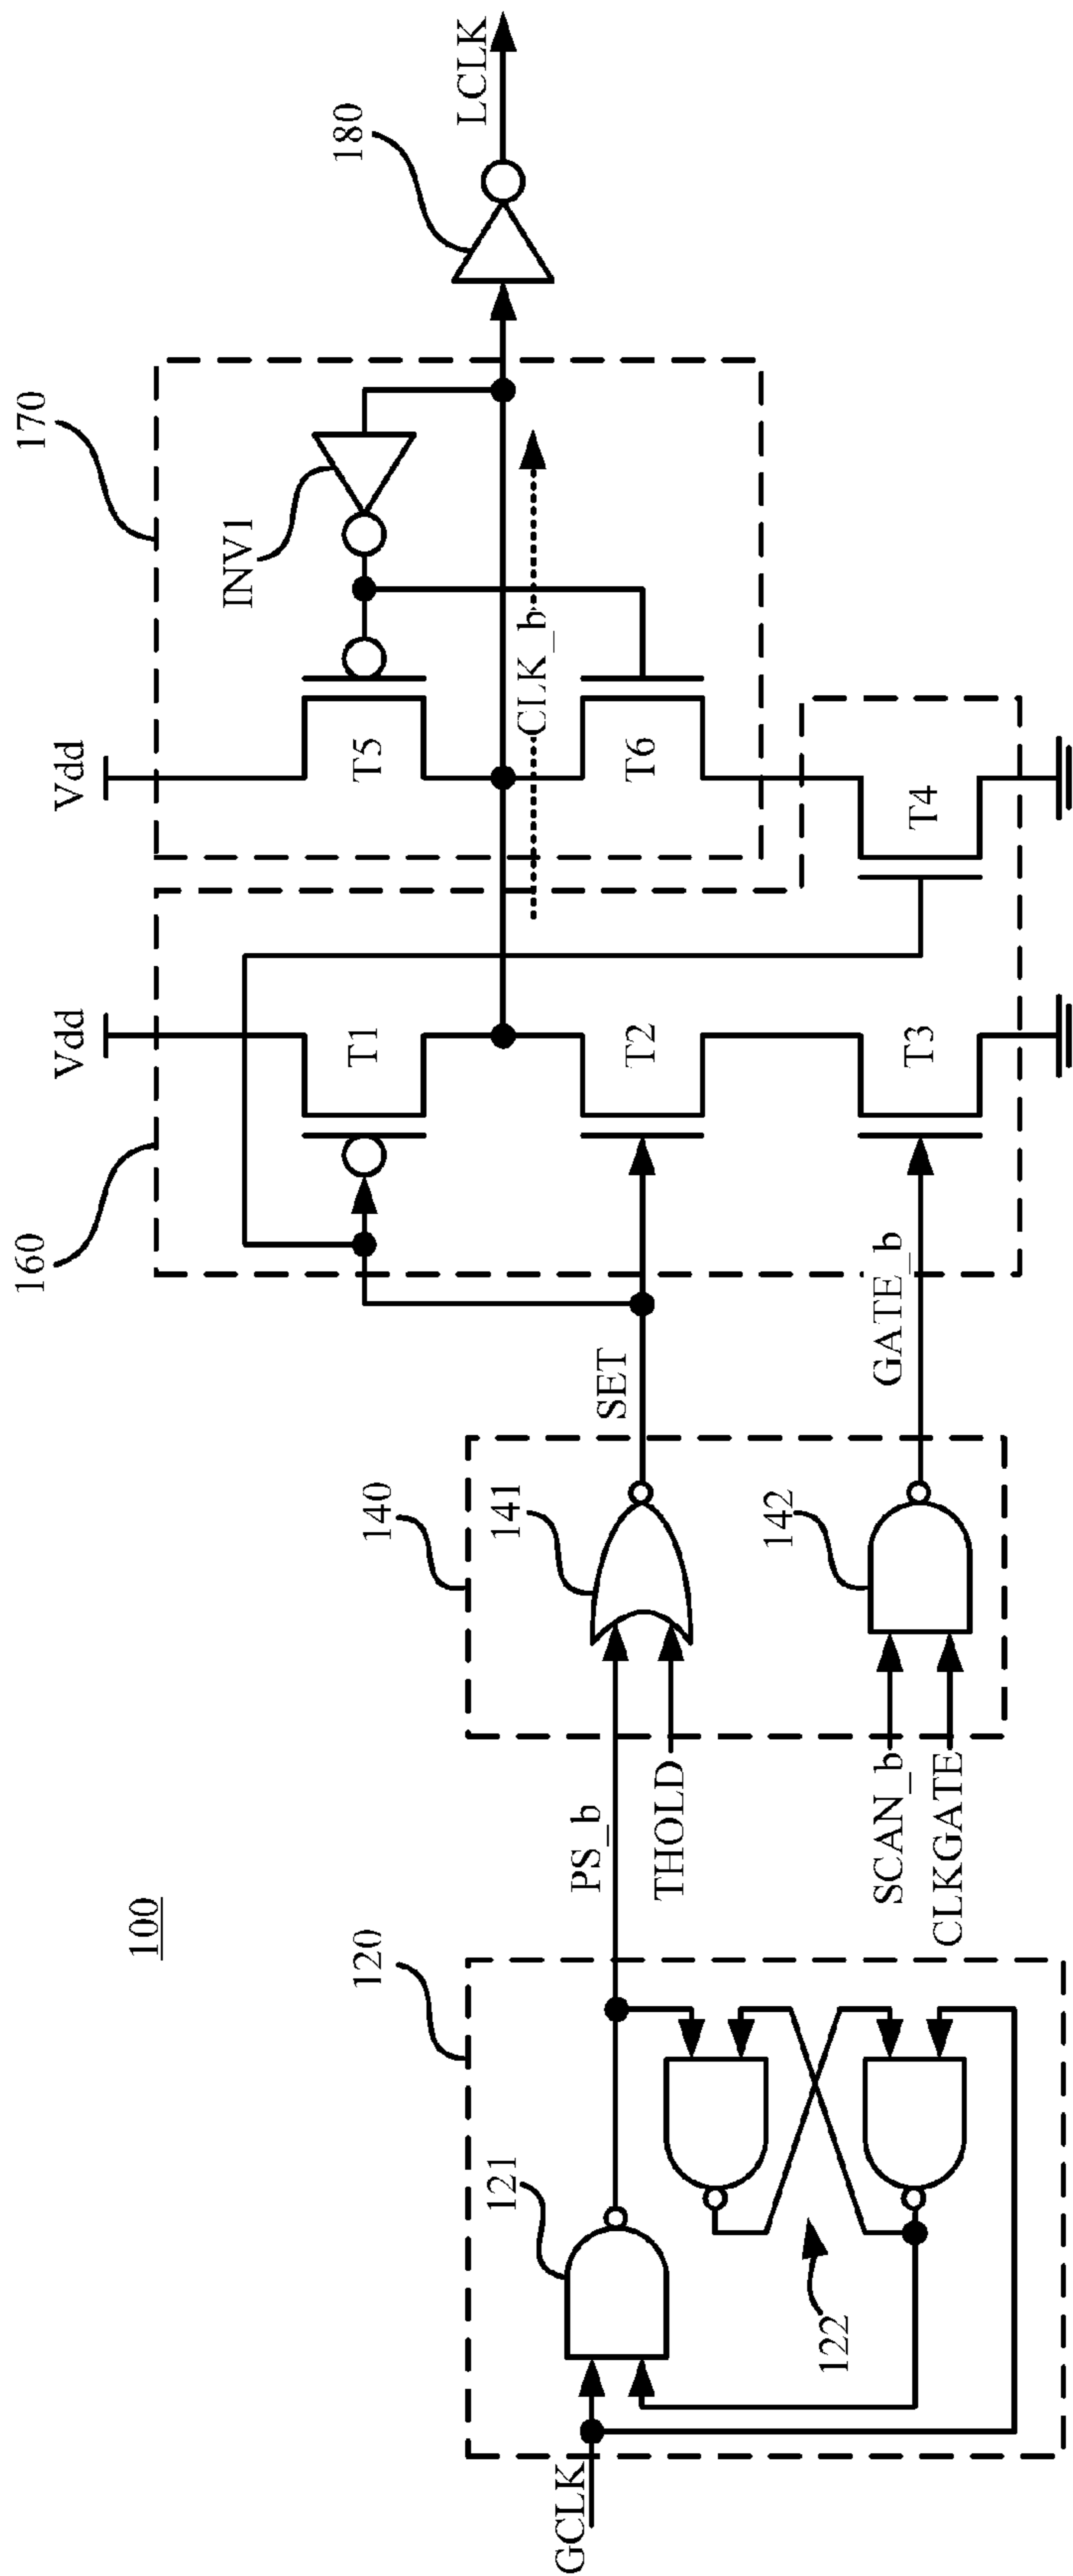 100
GCLK
120
121
122
PS_b
THOLD
SCAN_b
CLKGATE
140
141
142
SET
GATE_b
160
Vdd
T1
T2
T3
170
Vdd
T5
T6
T4
INV1
CLK_b
180
LCLK